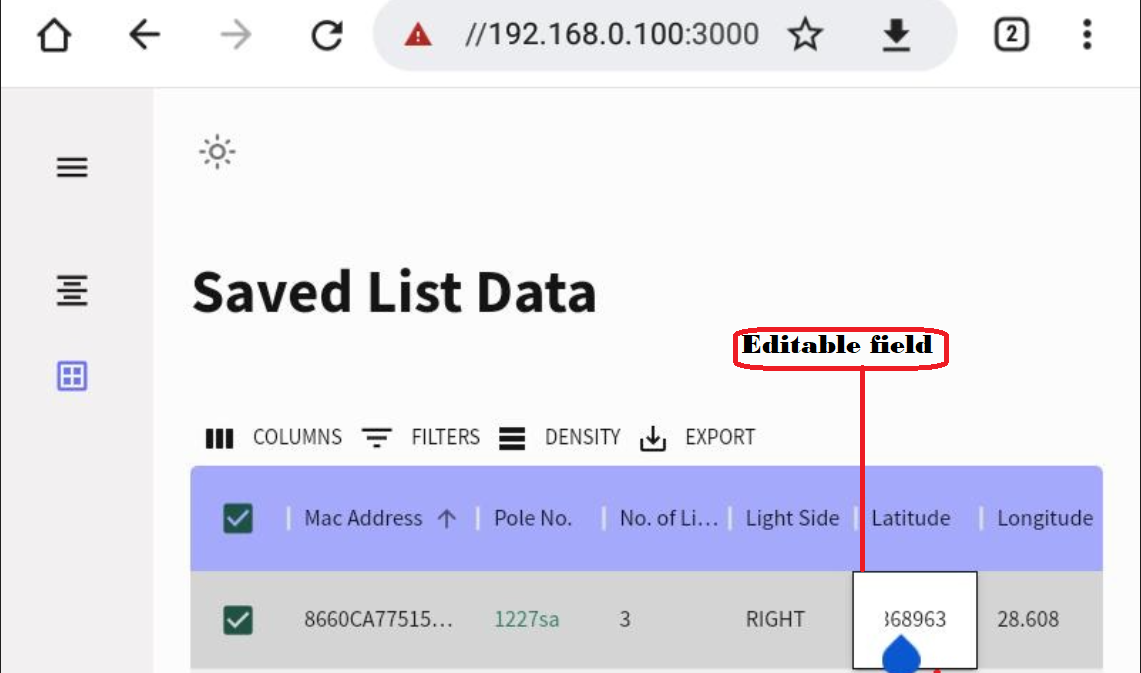 //192.168.0.100:3000
2
Saved List Data
Editable field
COLUMNS FILTERS DENSITY EXPORT
Mac Address Pole No. No. of Li... Light Side Latitude Longitude
8660CA77515... 1227sa 3 RIGHT 368963 28.608